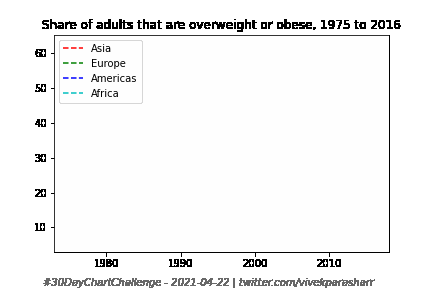 Share of adults that are overweight or obese, 1975 to 2016
60
50
40
30
20
10
Asia
Europe
Americas
Africa
1980 1990 2000 2010
#30DayChartChallenge - 2021-04-22 | twitter.com/vivekparasharr